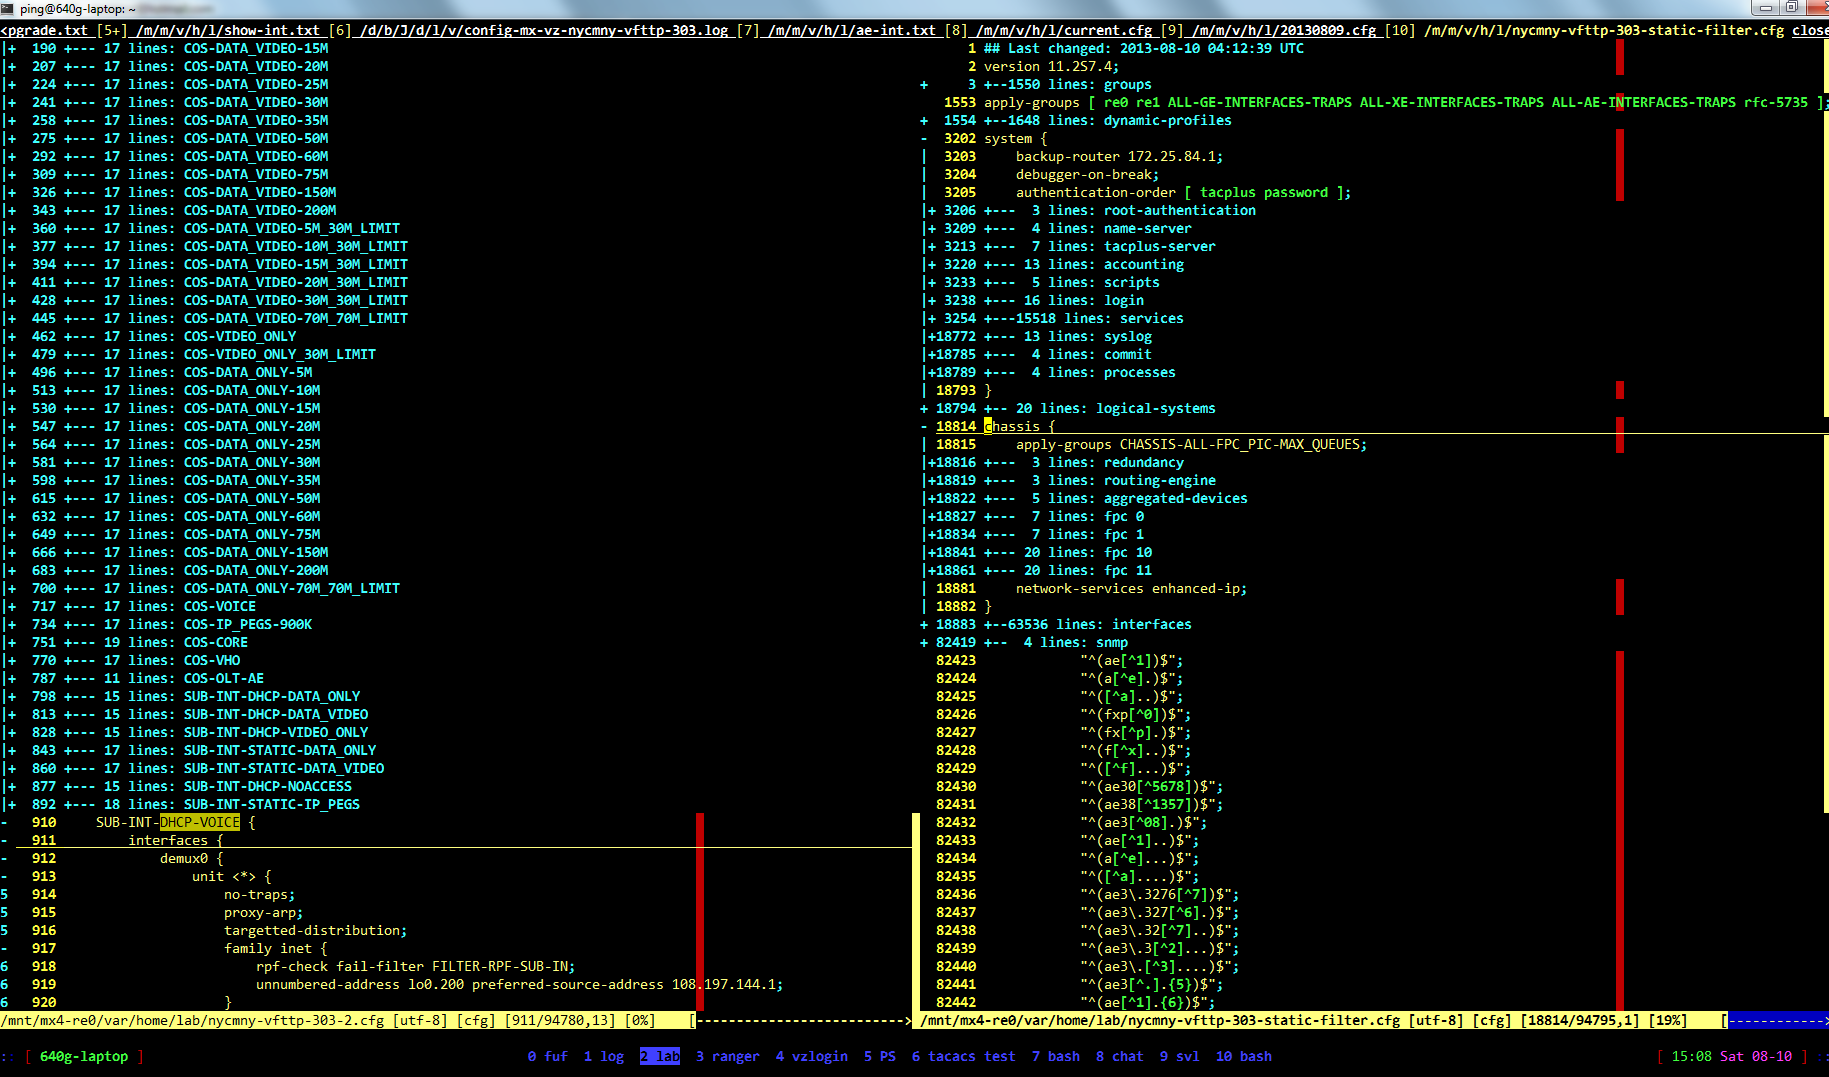 ping@640g-laptop: ~
<pgrade.txt [5+] /m/m/v/h/l/show-int.txt [6] /d/b/J/d/l/v/config-mx-vz-nycmny-vfttp-303.log [7] /m/m/v/h/l/ae-int.txt [8] /m/m/v/h/l/current.cfg [9] /m/m/v/h/l/20130809.cfg [10] /m/m/v/h/l/nycmny-vfttp-303-static-filter.cfg close
|+ 190 +--- 17 lines: COS-DATA_VIDEO-15M
|+ 207 +--- 17 lines: COS-DATA_VIDEO-20M
|+ 224 +--- 17 lines: COS-DATA_VIDEO-25M
|+ 241 +--- 17 lines: COS-DATA_VIDEO-30M
|+ 258 +--- 17 lines: COS-DATA_VIDEO-35M
|+ 275 +--- 17 lines: COS-DATA_VIDEO-50M
|+ 292 +--- 17 lines: COS-DATA_VIDEO-60M
|+ 309 +--- 17 lines: COS-DATA_VIDEO-75M
|+ 326 +--- 17 lines: COS-DATA_VIDEO-150M
|+ 343 +--- 17 lines: COS-DATA_VIDEO-200M
|+ 360 +--- 17 lines: COS-DATA_VIDEO-5M_30M_LIMIT
|+ 377 +--- 17 lines: COS-DATA_VIDEO-10M_30M_LIMIT
|+ 394 +--- 17 lines: COS-DATA_VIDEO-15M_30M_LIMIT
|+ 411 +--- 17 lines: COS-DATA_VIDEO-20M_30M_LIMIT
|+ 428 +--- 17 lines: COS-DATA_VIDEO-30M_30M_LIMIT
|+ 445 +--- 17 lines: COS-DATA_VIDEO-70M_70M_LIMIT
|+ 462 +--- 17 lines: COS-VIDEO_ONLY
|+ 479 +--- 17 lines: COS-VIDEO_ONLY_30M_LIMIT
|+ 496 +--- 17 lines: COS-DATA_ONLY-5M
|+ 513 +--- 17 lines: COS-DATA_ONLY-10M
|+ 530 +--- 17 lines: COS-DATA_ONLY-15M
|+ 547 +--- 17 lines: COS-DATA_ONLY-20M
|+ 564 +--- 17 lines: COS-DATA_ONLY-25M
|+ 581 +--- 17 lines: COS-DATA_ONLY-30M
|+ 598 +--- 17 lines: COS-DATA_ONLY-35M
|+ 615 +--- 17 lines: COS-DATA_ONLY-50M
|+ 632 +--- 17 lines: COS-DATA_ONLY-60M
|+ 649 +--- 17 lines: COS-DATA_ONLY-75M
|+ 666 +--- 17 lines: COS-DATA_ONLY-150M
|+ 683 +--- 17 lines: COS-DATA_ONLY-200M
|+ 700 +--- 17 lines: COS-DATA_ONLY-70M_70M_LIMIT
|+ 717 +--- 17 lines: COS-VOICE
|+ 734 +--- 17 lines: COS-IP_PEGS-900K
|+ 751 +--- 19 lines: COS-CORE
|+ 770 +--- 17 lines: COS-VHO
|+ 787 +--- 11 lines: COS-OLT-AE
|+ 798 +--- 15 lines: SUB-INT-DHCP-DATA_ONLY
|+ 813 +--- 15 lines: SUB-INT-DHCP-DATA_VIDEO
|+ 828 +--- 15 lines: SUB-INT-DHCP-VIDEO_ONLY
|+ 843 +--- 17 lines: SUB-INT-STATIC-DATA_ONLY
|+ 860 +--- 17 lines: SUB-INT-STATIC-DATA_VIDEO
|+ 877 +--- 15 lines: SUB-INT-DHCP-NOACCESS
|+ 892 +--- 18 lines: SUB-INT-STATIC-IP_PEGS
- 910 SUB-INT-DHCP-VOICE {
- 911 interfaces {
- 912 demux0 {
- 913 unit <*> {
5 914 no-traps;
5 915 proxy-arp;
5 916 targetted-distribution;
- 917 family inet {
6 918 rpf-check fail-filter FILTER-RPF-SUB-IN;
6 919 unnumbered-address lo0.200 preferred-source-address 108.197.144.1;
6 920 }
/mnt/mx4-re0/var/home/lab/nycmny-vfttp-303-2.cfg [utf-8] [cfg] [911/94780,13] [0%] [-------------------------->
1 ## Last changed: 2013-08-10 04:12:39 UTC
2 version 11.2S7.4;
+ 3 +--1550 lines: groups
1553 apply-groups [ re0 re1 ALL-GE-INTERFACES-TRAPS ALL-XE-INTERFACES-TRAPS ALL-AE-INTERFACES-TRAPS rfc-5735 ];
+ 1554 +--1648 lines: dynamic-profiles
- 3202 system {
| 3203 backup-router 172.25.84.1;
| 3204 debugger-on-break;
| 3205 authentication-order [ tacplus password ];
|+ 3206 +--- 3 lines: root-authentication
|+ 3209 +--- 4 lines: name-server
|+ 3213 +--- 7 lines: tacplus-server
|+ 3220 +--- 13 lines: accounting
|+ 3233 +--- 5 lines: scripts
|+ 3238 +--- 16 lines: login
|+ 3254 +---15518 lines: services
|+18772 +--- 13 lines: syslog
|+18785 +--- 4 lines: commit
|+18789 +--- 4 lines: processes
| 18793 }
+ 18794 +-- 20 lines: logical-systems
- 18814 chassis {
| 18815 apply-groups CHASSIS-ALL-FPC_PIC-MAX_QUEUES;
|+18816 +--- 3 lines: redundancy
|+18819 +--- 3 lines: routing-engine
|+18822 +--- 5 lines: aggregated-devices
|+18827 +--- 7 lines: fpc 0
|+18834 +--- 7 lines: fpc 1
|+18841 +--- 20 lines: fpc 10
|+18861 +--- 20 lines: fpc 11
| 18881 network-services enhanced-ip;
| 18882 }
+ 18883 +--63536 lines: interfaces
+ 82419 +-- 4 lines: snmp
82423 "^(ae[^1])$";
82424 "^(a[^e].)$";
82425 "^([^a]..)$";
82426 "^(fxp[^0])$";
82427 "^(fx[^p].)$";
82428 "^(f[^x]..)$";
82429 "^([^f]...)$";
82430 "^(ae30[^5678])$";
82431 "^(ae38[^1357])$";
82432 "^(ae3[^08].)$";
82433 "^(ae[^1]..)$";
82434 "^(a[^e]...)$";
82435 "^([^a]....)$";
82436 "^(ae3\.3276[^7])$";
82437 "^(ae3\.327[^6].)$";
82438 "^(ae3\.32[^7]..)$";
82439 "^(ae3\.3[^2]...)$";
82440 "^(ae3\.[^3]....)$";
82441 "^(ae3[^.].{5})$";
82442 "^(ae[^1].{6})$";
/mnt/mx4-re0/var/home/lab/nycmny-vfttp-303-static-filter.cfg [utf-8] [cfg] [18814/94795,1] [19%] [------------>
:: [ 640g-laptop ] 0 fuf 1 log 2 lab 3 ranger 4 vzlogin 5 PS 6 tacacs test 7 bash 8 chat 9 svl 10 bash [ 15:08 Sat 08-10 ] ::